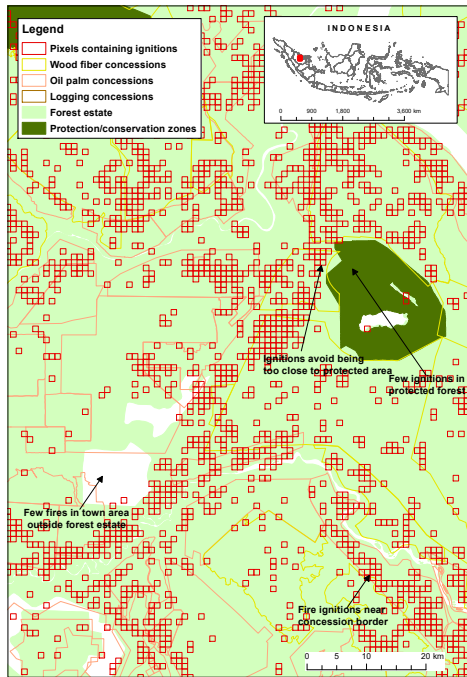 Legend
Pixels containing ignitions
Wood fiber concessions
Oil palm concessions
Logging concessions
Forest estate
Protection/conservation zones
INDONESIA
0 900 1,800 3,600 km
Ignitions avoid being
too close to protected area
Few ignitions in
protected forest
Few fires in town area
outside forest estate
Fire ignitions near
concession border
0 5 10 20 km